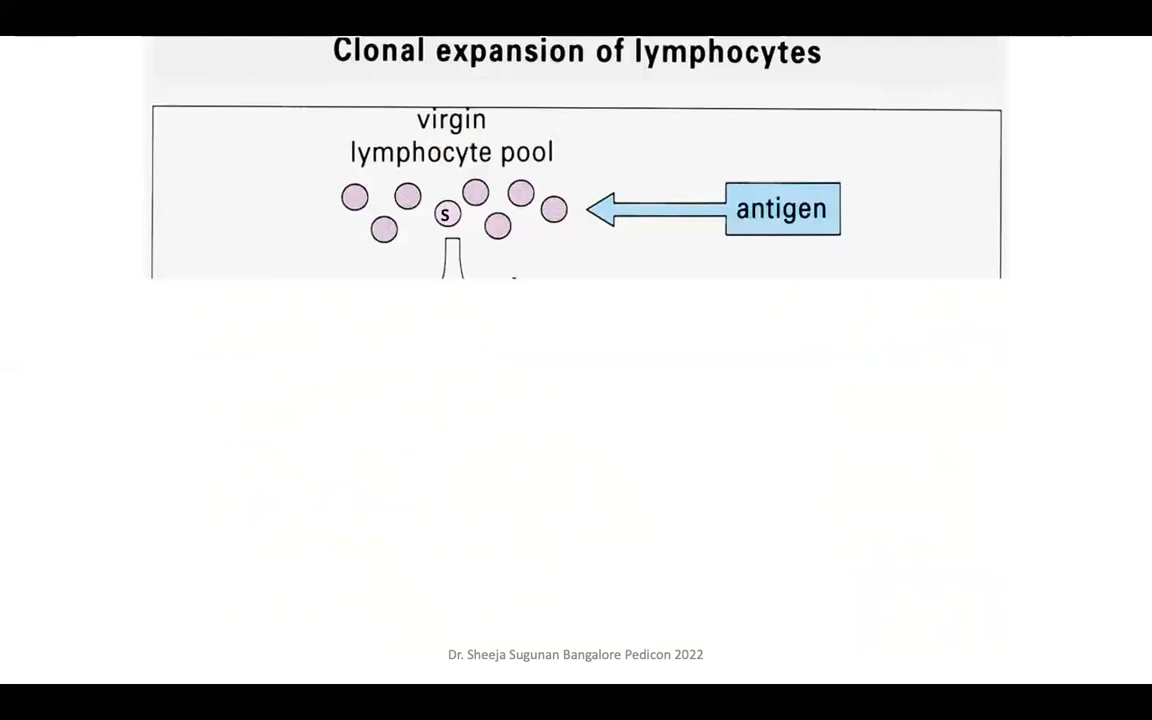 Clonal expansion of lymphocytes
virgin
lymphocyte pool
s
antigen
Dr. Sheeja Sugunan Bangalore Pedicon 2022